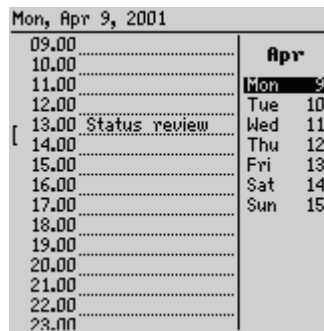 Mon, Apr 9, 2001
09.00
10.00
11.00
12.00
13.00 Status review
14.00
15.00
16.00
17.00
18.00
19.00
20.00
21.00
22.00
23.00
Apr
Mon 9
Tue 10
Wed 11
Thu 12
Fri 13
Sat 14
Sun 15